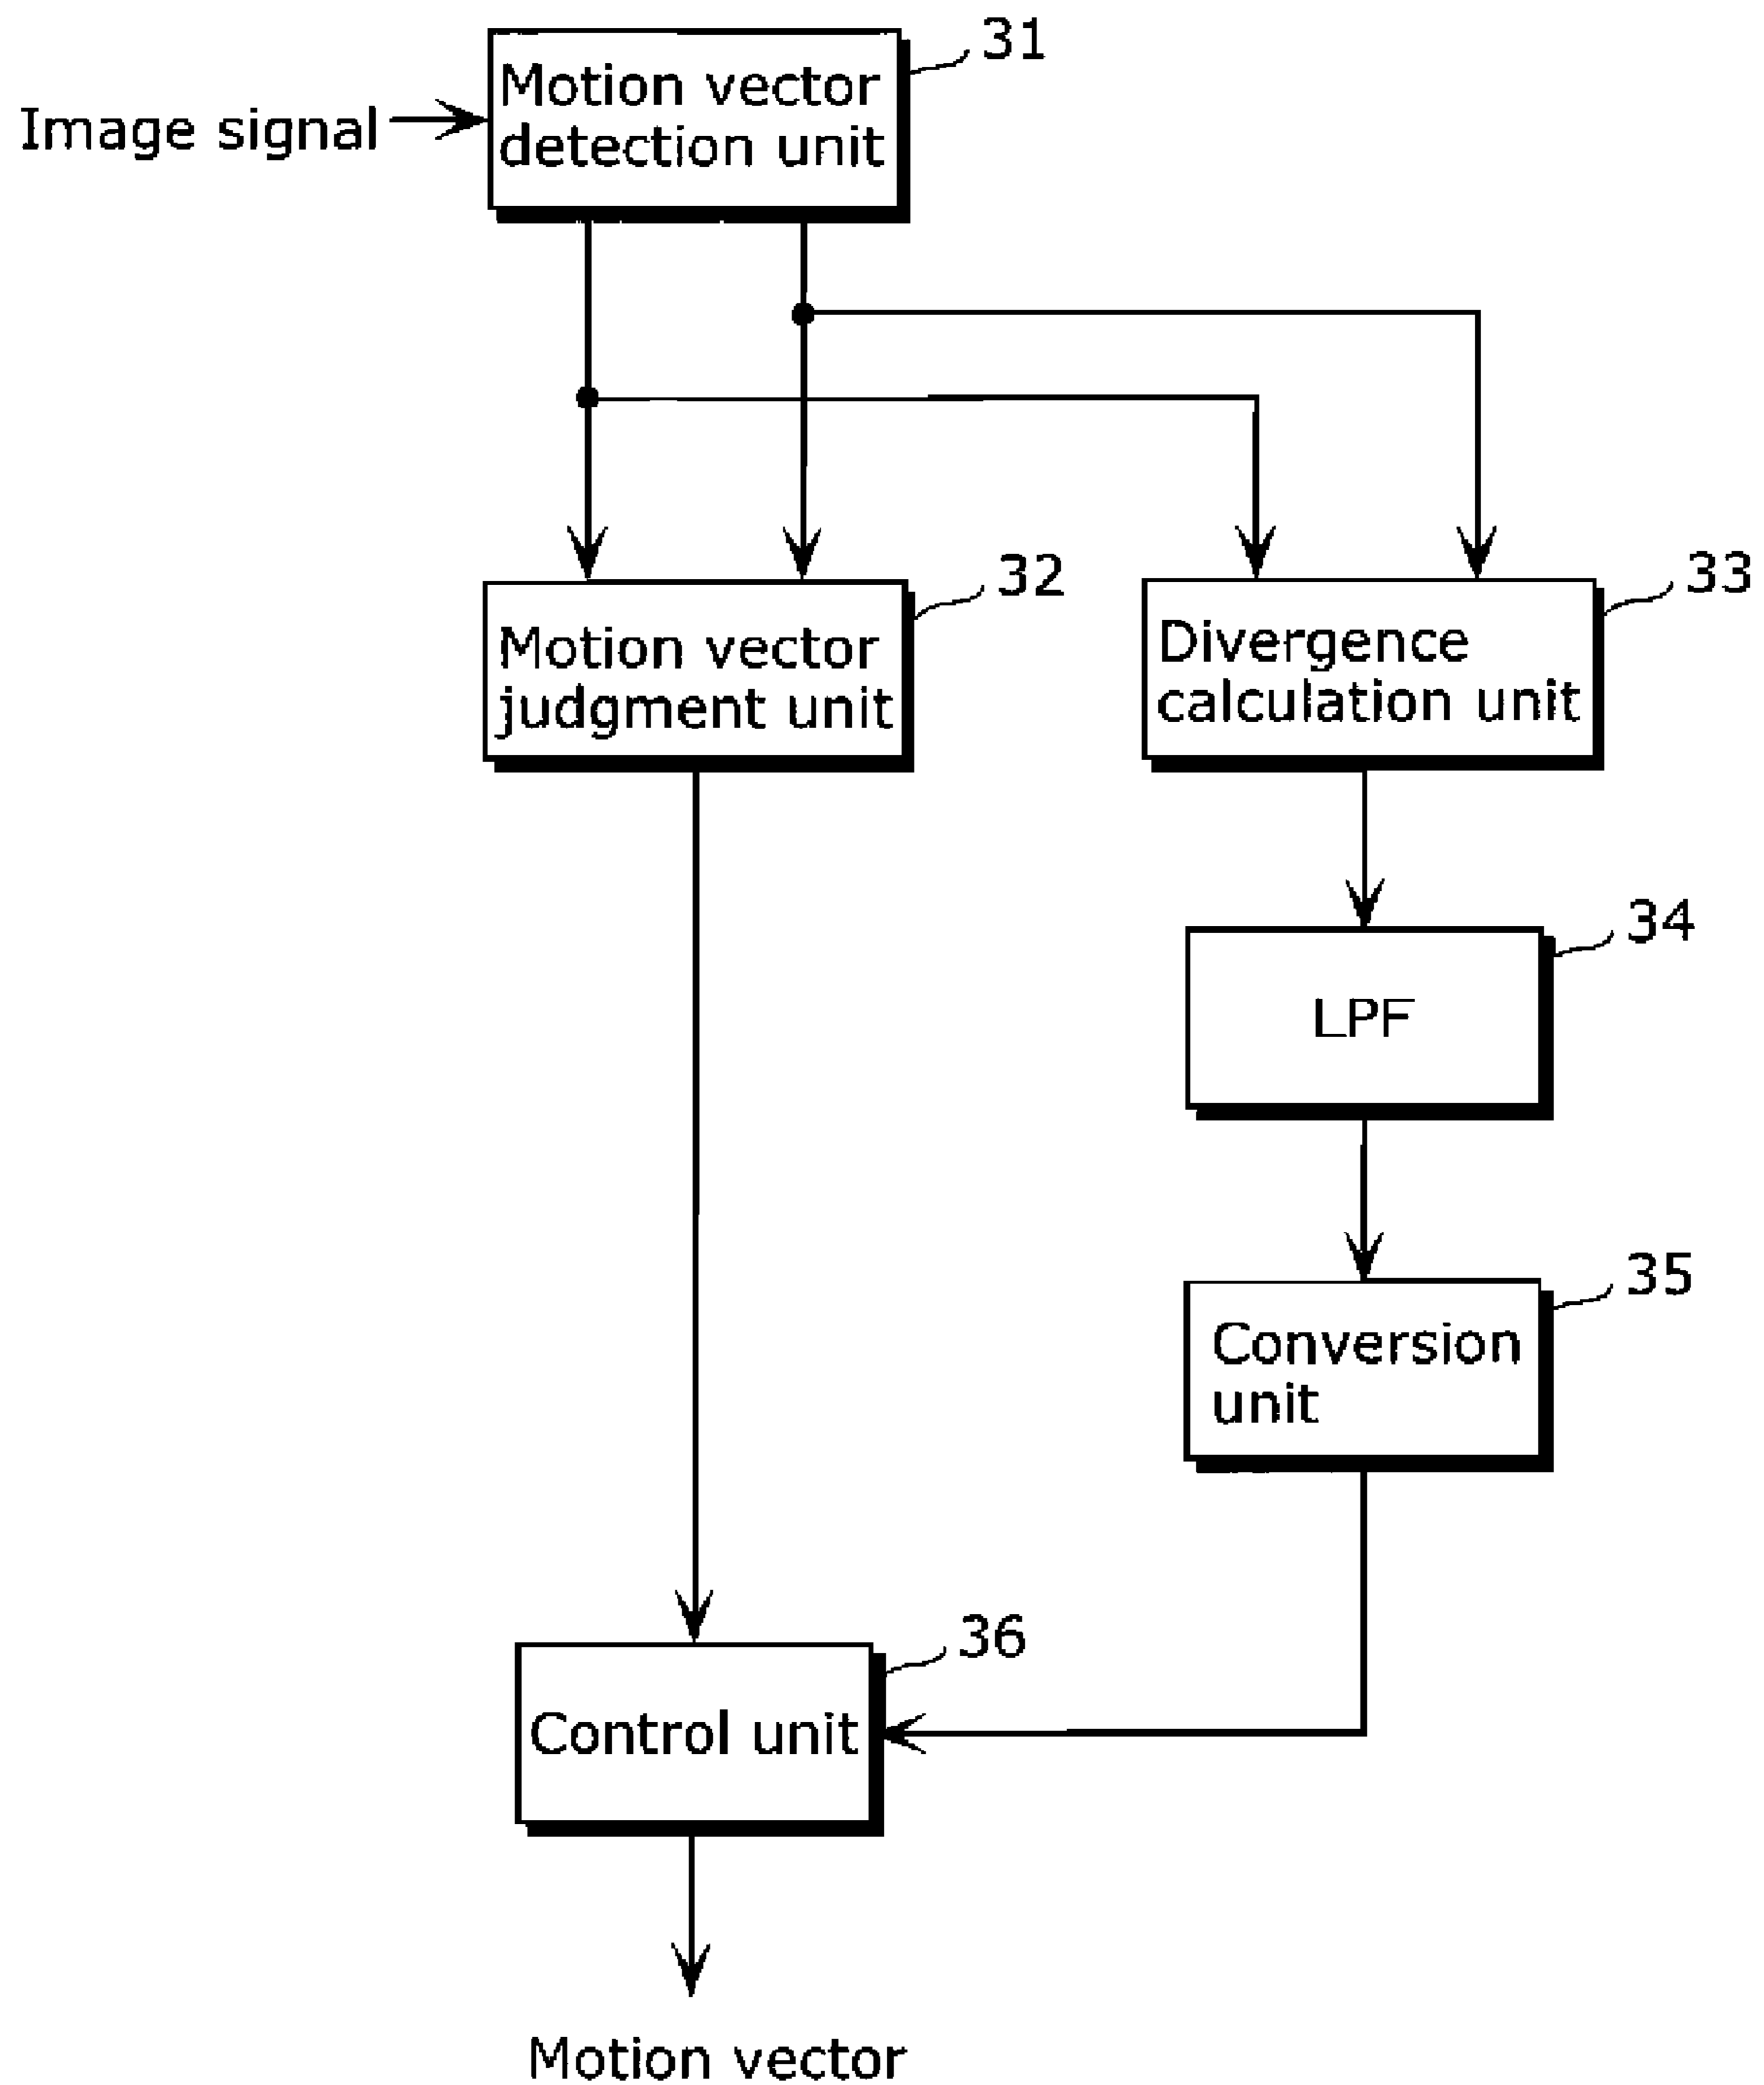 31
Image signal
Motion vector
detection unit
32
Motion vector
judgment unit
33
Divergence
calculation unit
34
LPF
35
Conversion
unit
36
Control unit
Motion vector